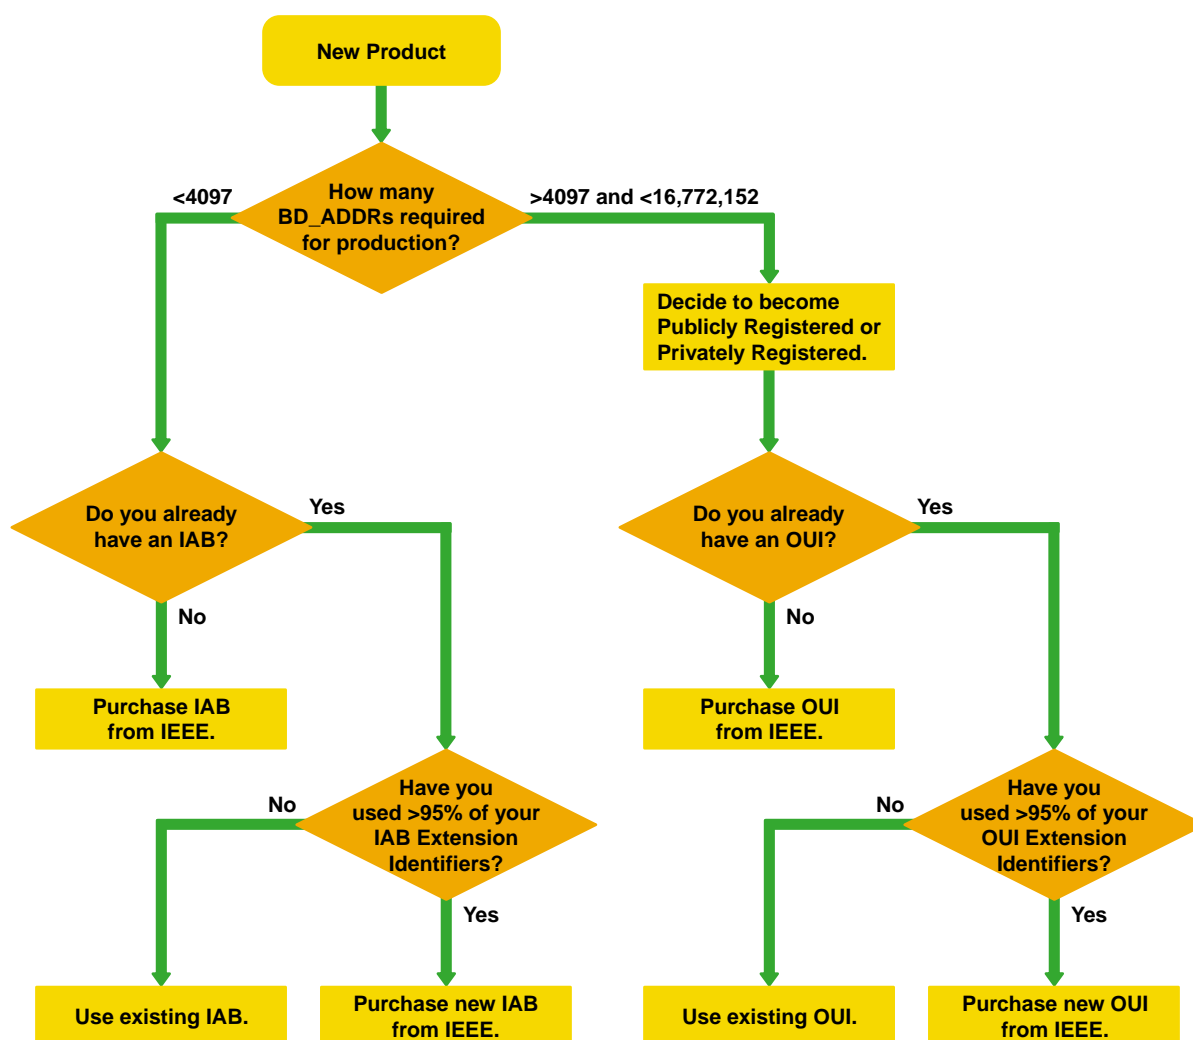 New Product
<4097
How many
BD_ADDRs required
for production?
>4097 and <16,772,152
Decide to become
Publicly Registered or
Privately Registered.
Do you already
have an IAB?
Yes
No
Do you already
have an OUI?
Yes
No
Purchase IAB
from IEEE.
Purchase OUI
from IEEE.
No
Have you
used >95% of your
IAB Extension
Identifiers?
Yes
No
Have you
used >95% of your
OUI Extension
Identifiers?
Yes
Use existing IAB.
Purchase new IAB
from IEEE.
Use existing OUI.
Purchase new OUI
from IEEE.